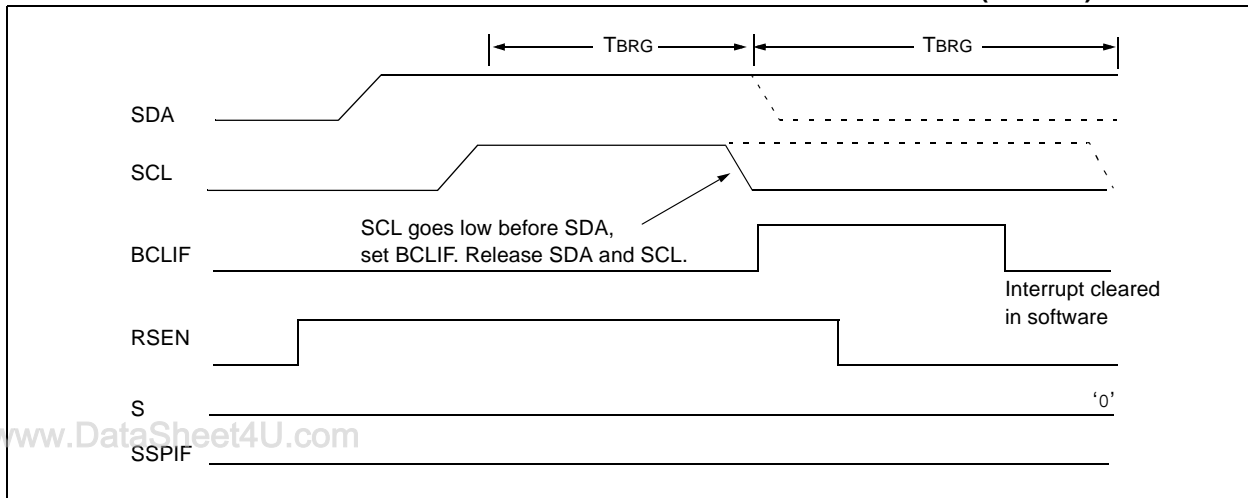 TBRG TBRG
SDA
SCL
SCL goes low before SDA,
set BCLIF. Release SDA and SCL.
BCLIF
Interrupt cleared
in software
RSEN
S
‘0’
www.DataSheet4U.com
SSPIF